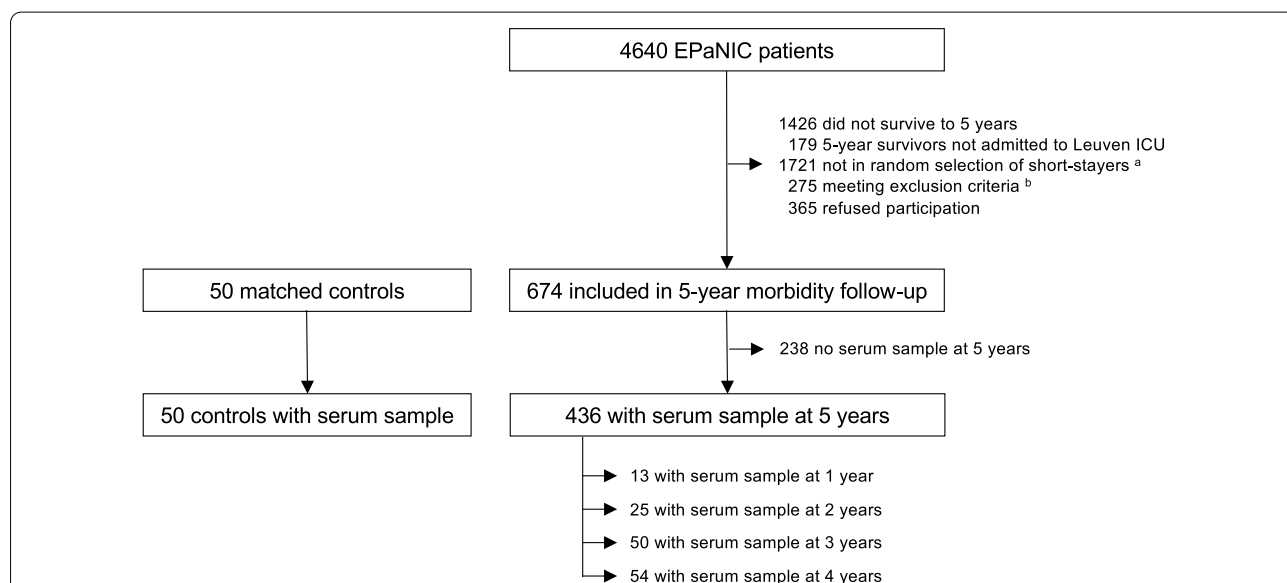 4640 EPaNIC patients
1426 did not survive to 5 years
179 5-year survivors not admitted to Leuven ICU
1721 not in random selection of short-stayers a
275 meeting exclusion criteria b
365 refused participation
50 matched controls
674 included in 5-year morbidity follow-up
238 no serum sample at 5 years
50 controls with serum sample
436 with serum sample at 5 years
13 with serum sample at 1 year
25 with serum sample at 2 years
50 with serum sample at 3 years
54 with serum sample at 4 years